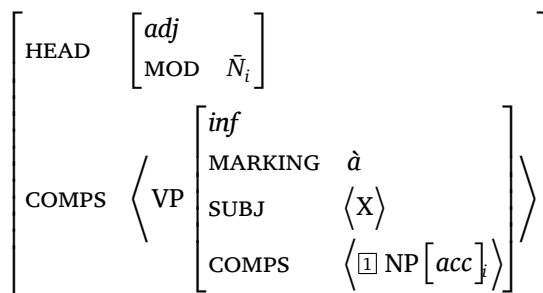 HEAD [adj
MOD N̄i]
COMPS ⟨VP [inf
MARKING à
SUBJ ⟨X⟩
COMPS ⟨1 NP[acc]i⟩]⟩